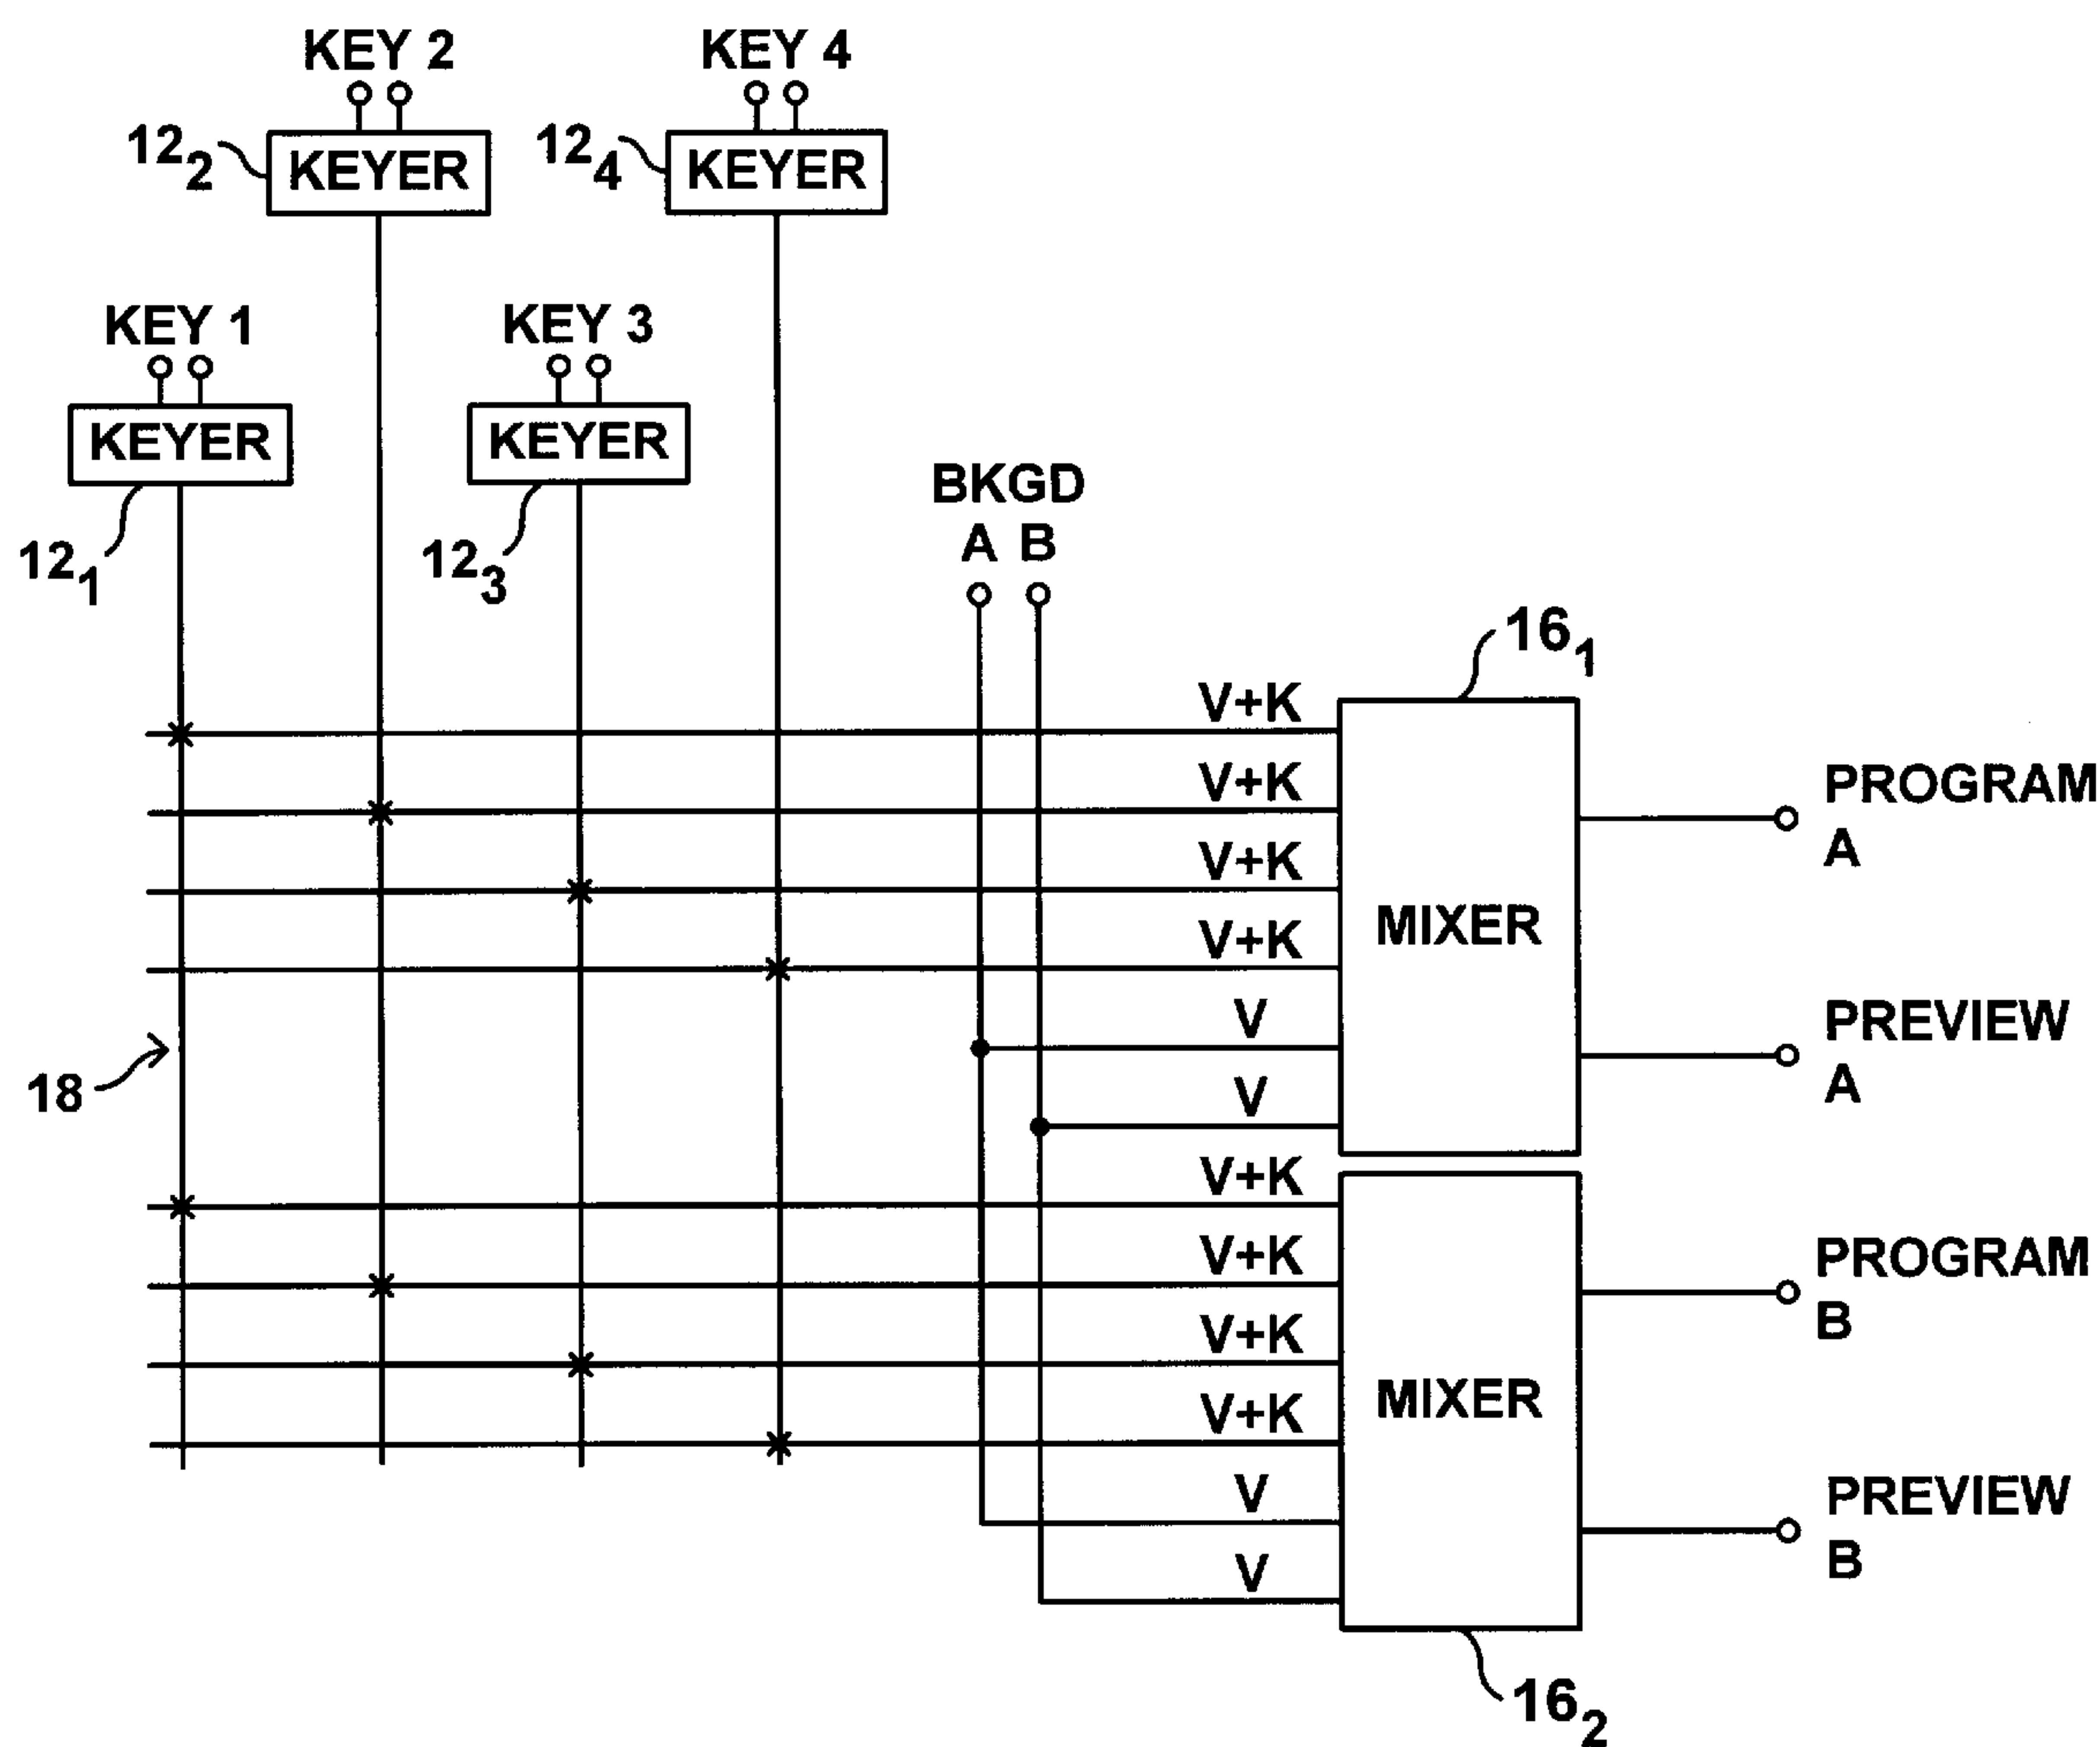 KEY 2
KEY 4
12₂
KEYER
12₄
KEYER
KEY 1
KEY 3
KEYER
KEYER
12₁
12₃
BKGD
A B
16₁
V+K
V+K
V+K
V+K
V
V
MIXER
PROGRAM
A
PREVIEW
A
18
V+K
V+K
V+K
V+K
V
V
MIXER
PROGRAM
B
PREVIEW
B
16₂